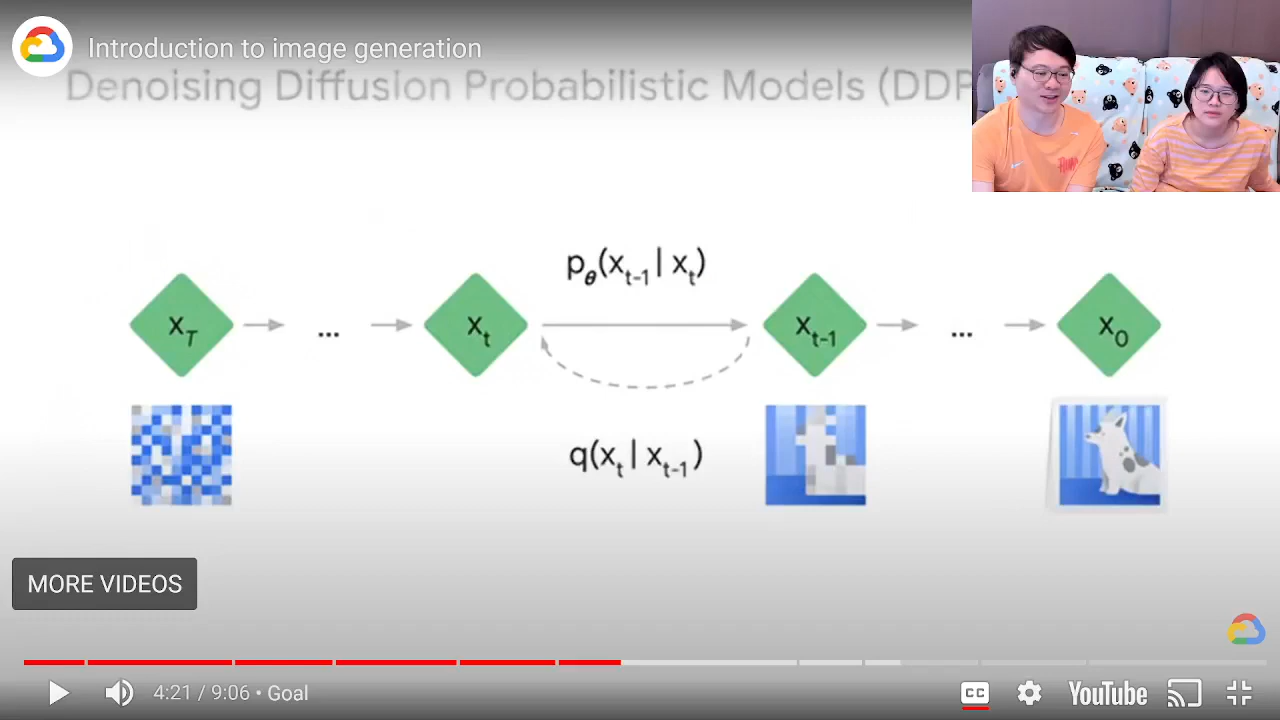 Introduction to image generation
Denoising Diffusion Probabilistic Models (DDP
pθ(xt-1 | xt)
xT
...
xt
xt-1
...
x0
q(xt | xt-1)
MORE VIDEOS
4:21 / 9:06 • Goal
CC
YouTube